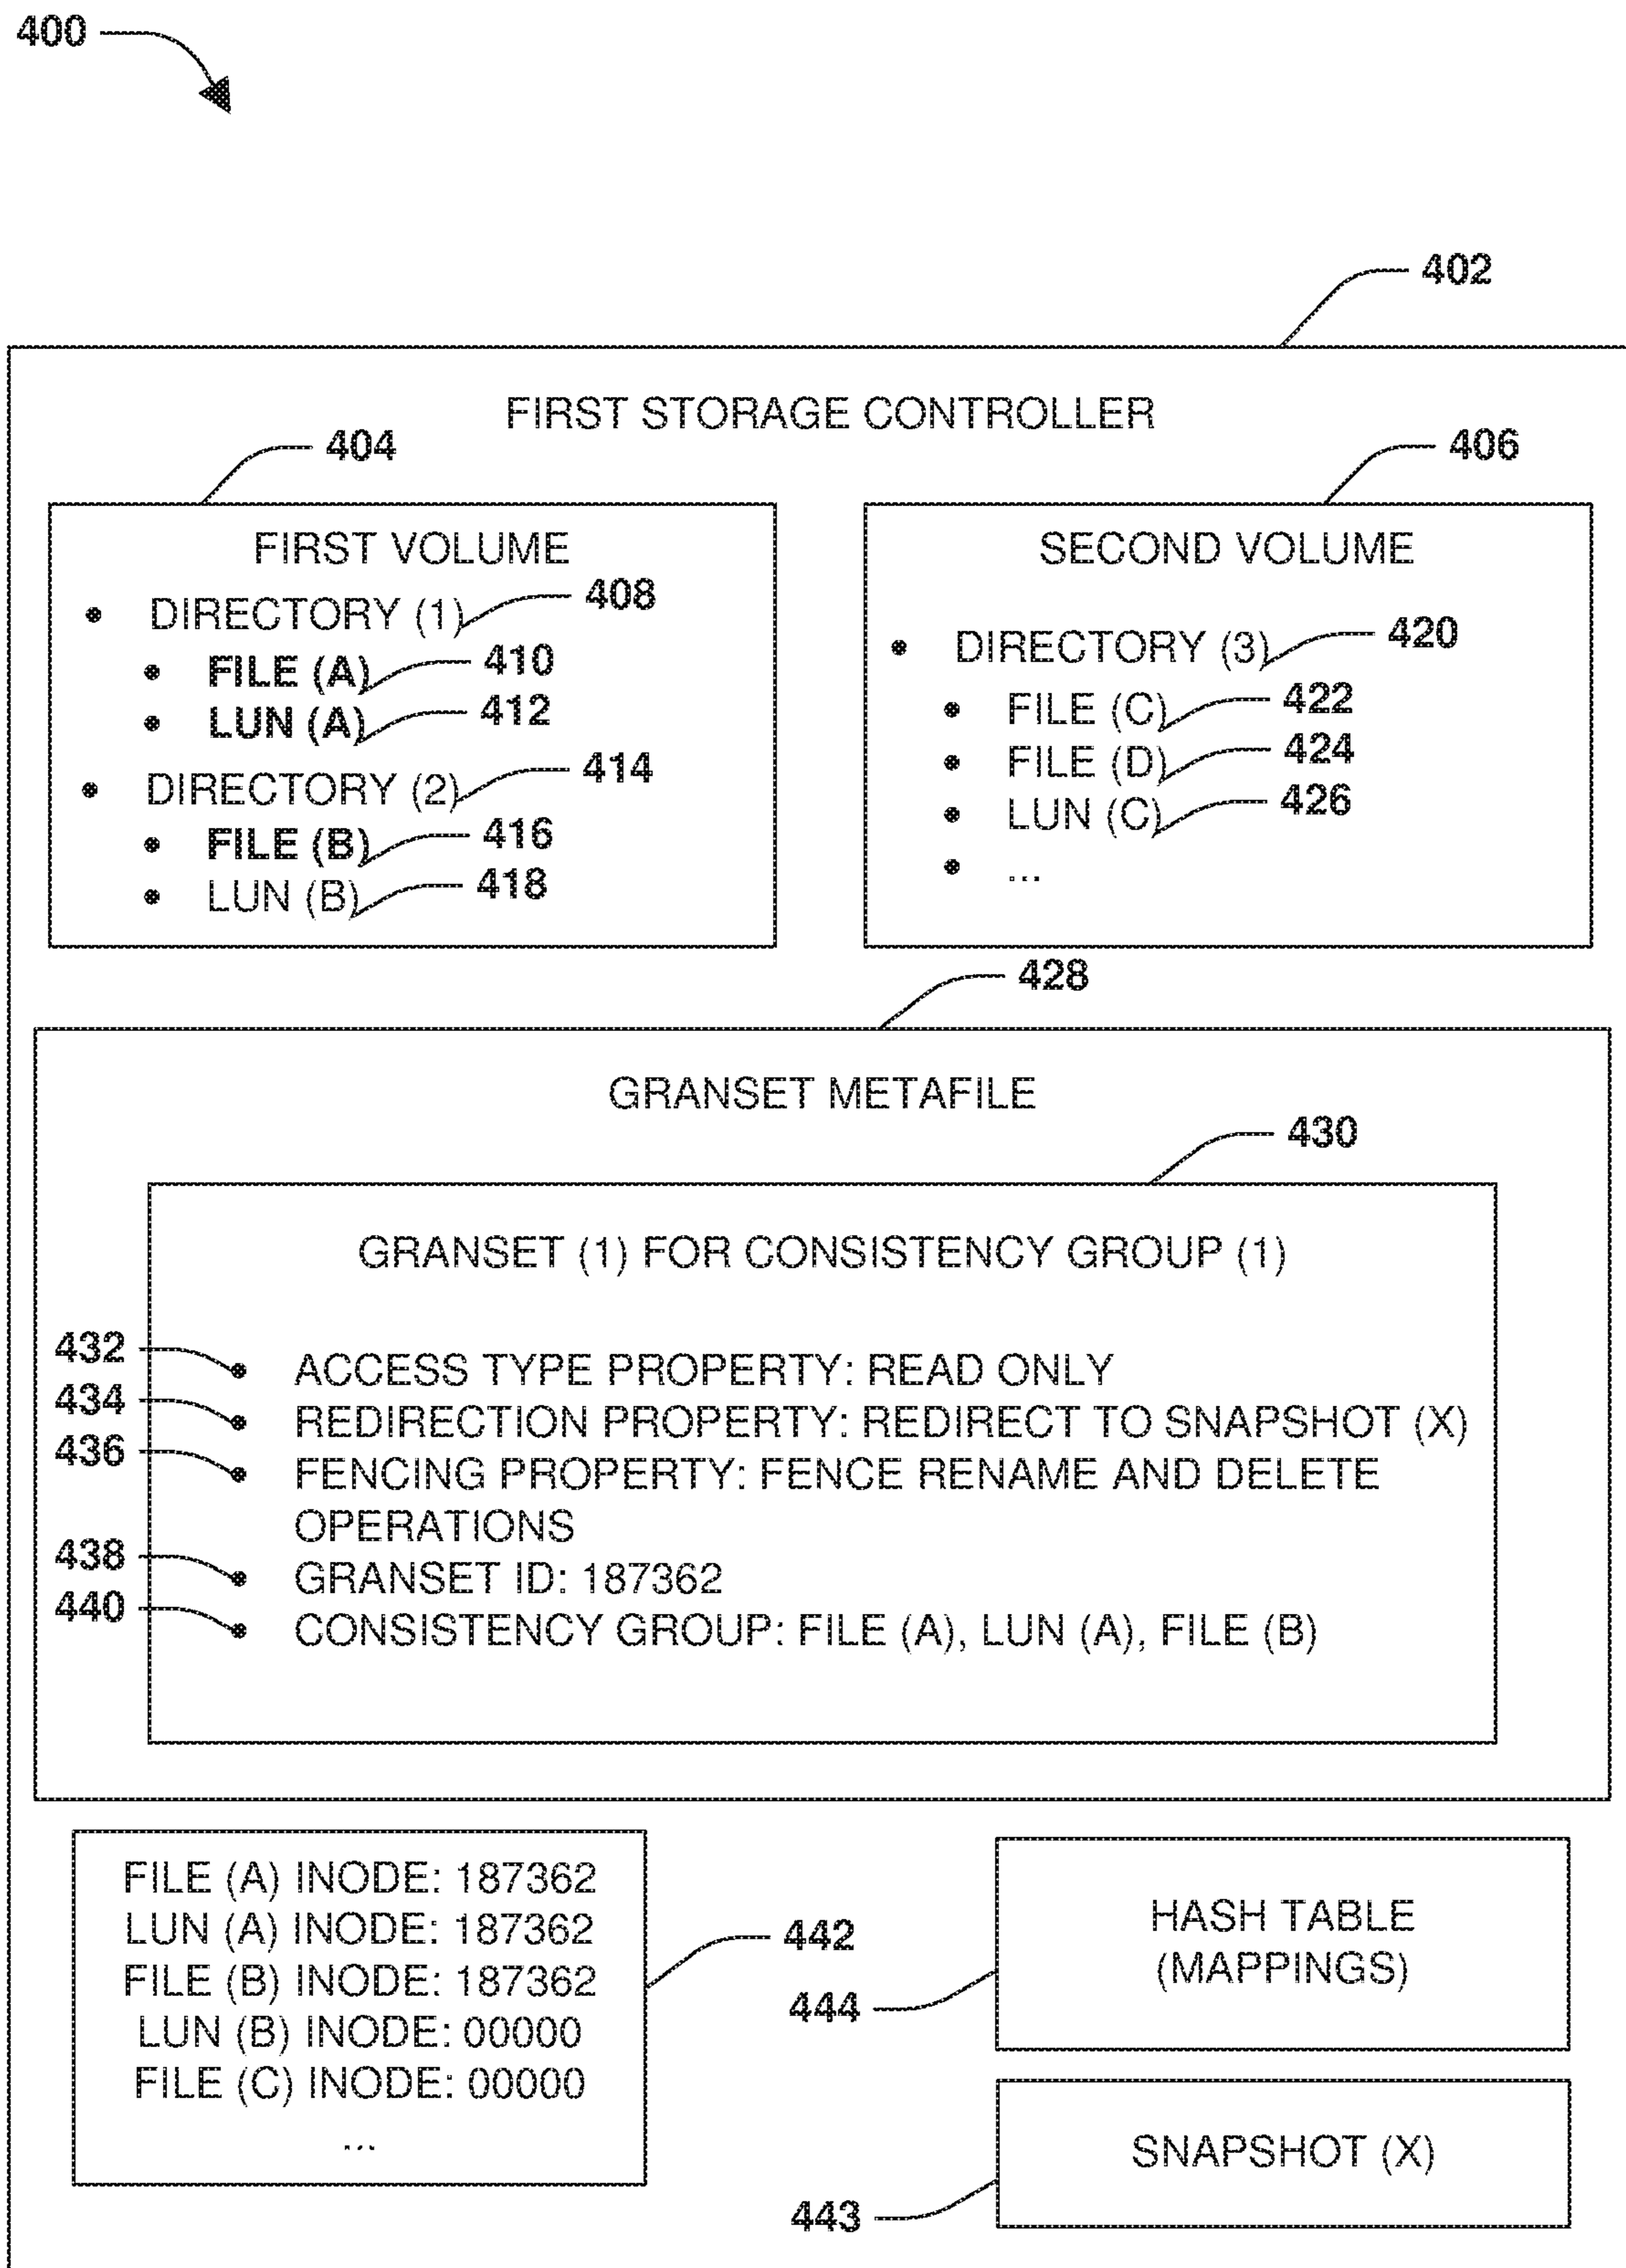 400
402
FIRST STORAGE CONTROLLER
404
406
FIRST VOLUME
• DIRECTORY (1) 408
• FILE (A) 410
• LUN (A) 412
• DIRECTORY (2) 414
• FILE (B) 416
• LUN (B) 418
SECOND VOLUME
• DIRECTORY (3) 420
• FILE (C) 422
• FILE (D) 424
• LUN (C) 426
• ...
428
GRANSET METAFILE
430
GRANSET (1) FOR CONSISTENCY GROUP (1)
432 • ACCESS TYPE PROPERTY: READ ONLY
434 • REDIRECTION PROPERTY: REDIRECT TO SNAPSHOT (X)
436 • FENCING PROPERTY: FENCE RENAME AND DELETE
OPERATIONS
438 • GRANSET ID: 187362
440 • CONSISTENCY GROUP: FILE (A), LUN (A), FILE (B)
FILE (A) INODE: 187362
LUN (A) INODE: 187362
FILE (B) INODE: 187362
LUN (B) INODE: 00000
FILE (C) INODE: 00000
...
442
HASH TABLE
(MAPPINGS)
444
SNAPSHOT (X)
443